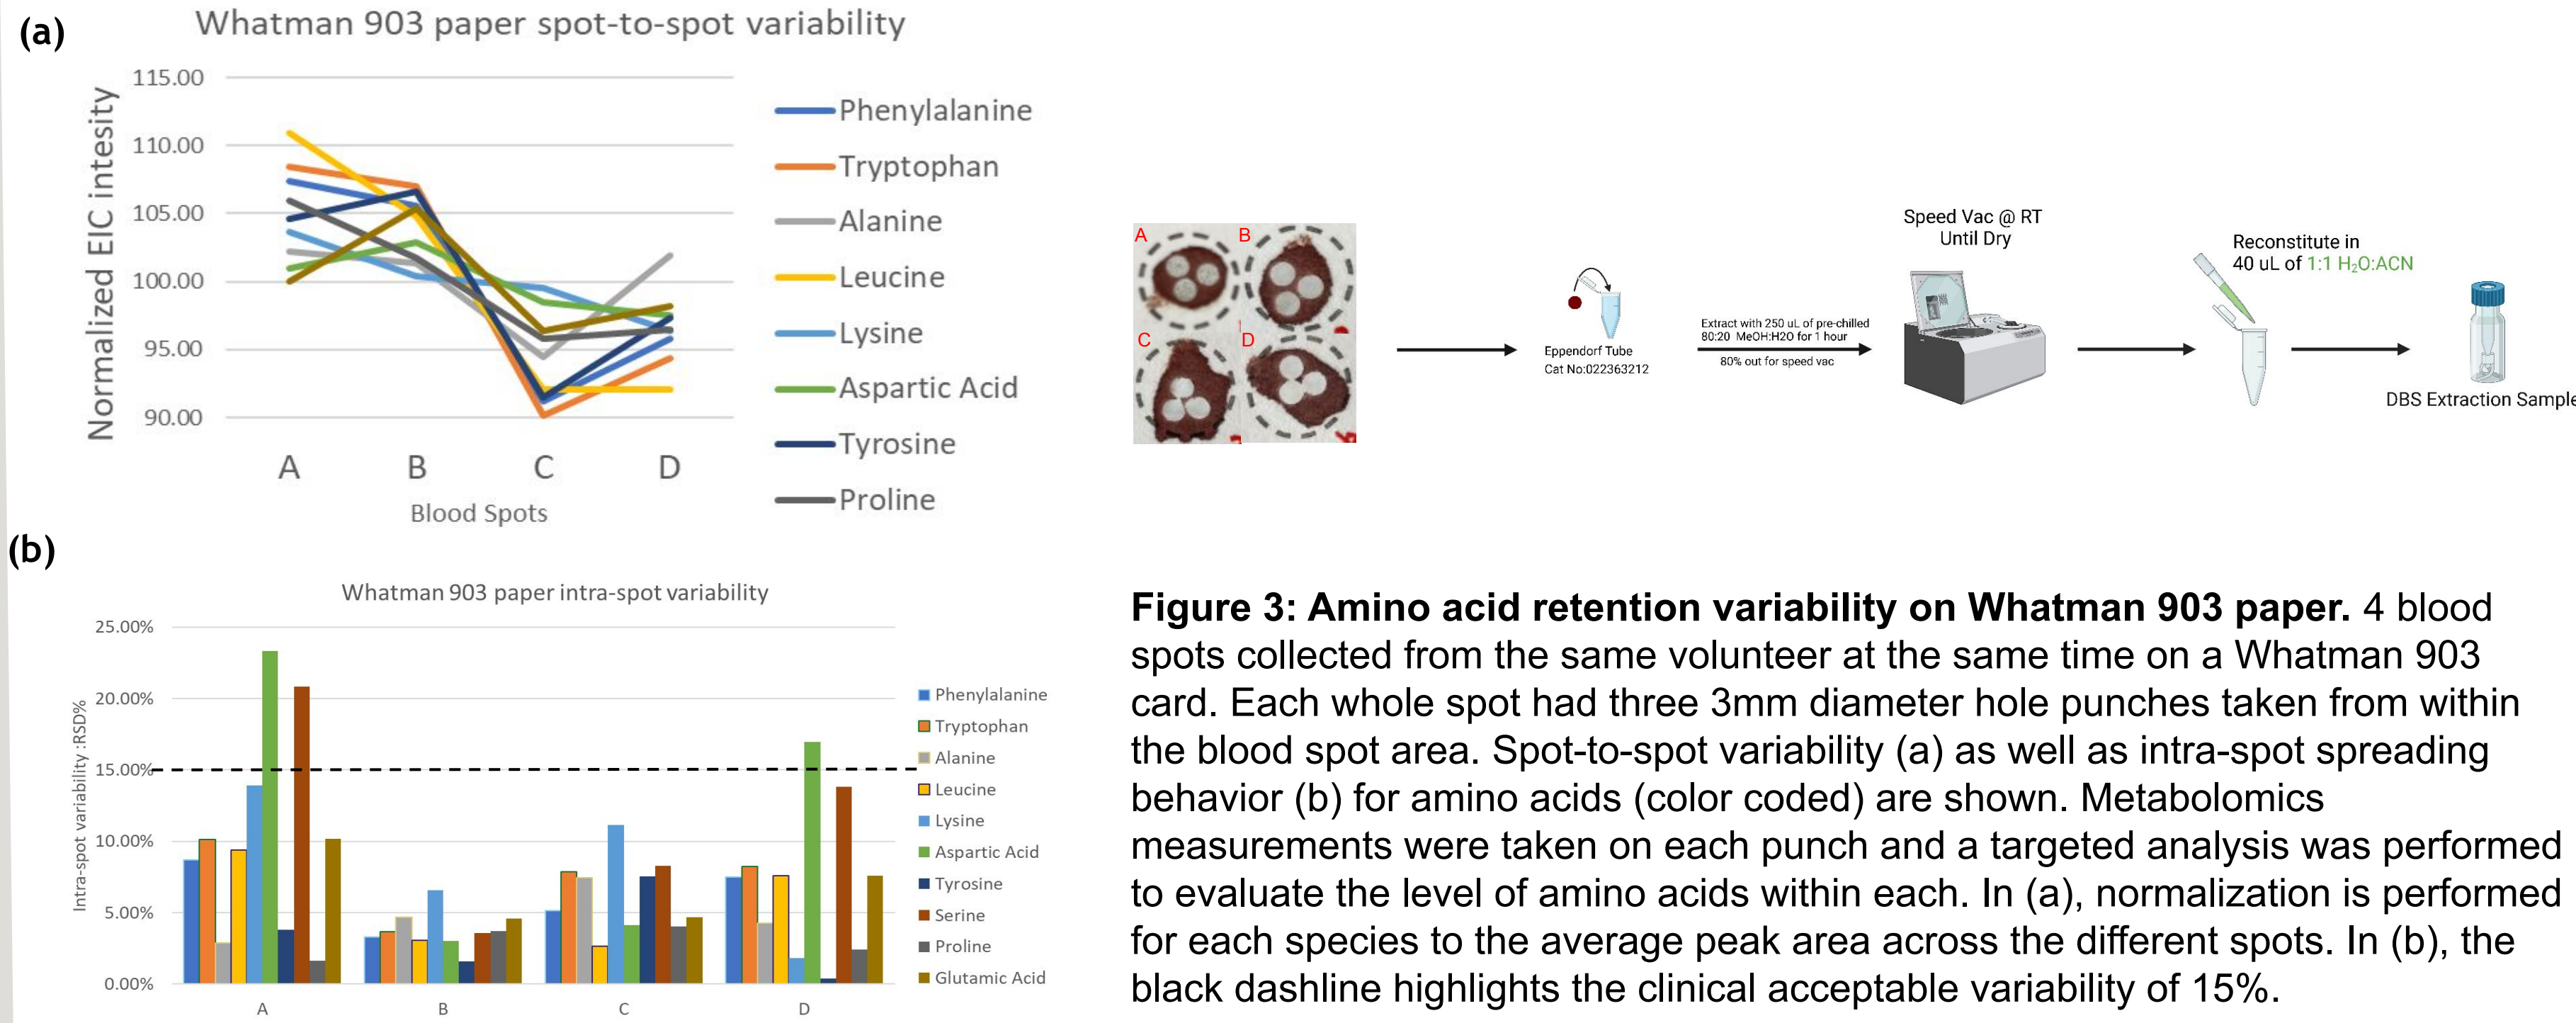 (a)
Whatman 903 paper spot-to-spot variability
Normalized EIC intesity
115.00
110.00
105.00
100.00
95.00
90.00
A
B
C
D
Blood Spots
Phenylalanine
Tryptophan
Alanine
Leucine
Lysine
Aspartic Acid
Tyrosine
Proline
A
B
C
D
Eppendorf Tube
Cat No:022363212
Extract with 250 uL of pre-chilled
80:20 MeOH:H2O for 1 hour
80% out for speed vac
Speed Vac @ RT
Until Dry
Reconstitute in
40 uL of 1:1 H₂O:ACN
DBS Extraction Sample
(b)
Whatman 903 paper intra-spot variability
Intra-spot variability :RSD%
25.00%
20.00%
15.00%
10.00%
5.00%
0.00%
A
B
C
D
Phenylalanine
Tryptophan
Alanine
Leucine
Lysine
Aspartic Acid
Tyrosine
Serine
Proline
Glutamic Acid
Figure 3: Amino acid retention variability on Whatman 903 paper. 4 blood
spots collected from the same volunteer at the same time on a Whatman 903
card. Each whole spot had three 3mm diameter hole punches taken from within
the blood spot area. Spot-to-spot variability (a) as well as intra-spot spreading
behavior (b) for amino acids (color coded) are shown. Metabolomics
measurements were taken on each punch and a targeted analysis was performed
to evaluate the level of amino acids within each. In (a), normalization is performed
for each species to the average peak area across the different spots. In (b), the
black dashline highlights the clinical acceptable variability of 15%.